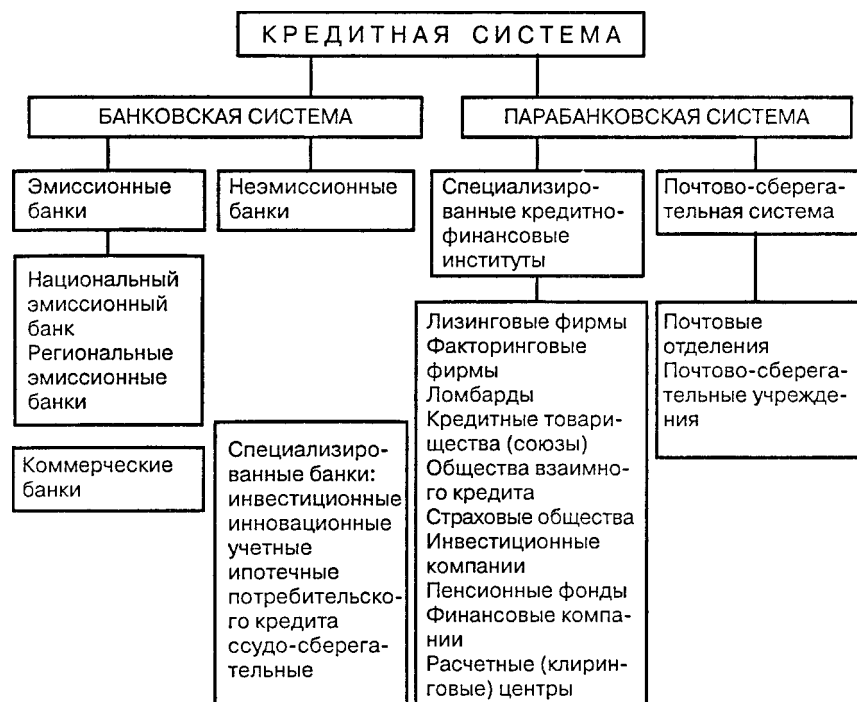 КРЕДИТНАЯ СИСТЕМА
БАНКОВСКАЯ СИСТЕМА
ПАРАБАНКОВСКАЯ СИСТЕМА
Эмиссионные
банки
Неэмиссионные
банки
Специализиро-
ванные кредитно-
финансовые
институты
Почтово-сберега-
тельная система
Национальный
эмиссионный
банк
Региональные
эмиссионные
банки
Коммерческие
банки
Специализиро-
ванные банки:
инвестиционные
инновационные
учетные
ипотечные
потребительско-
го кредита
ссудо-сберега-
тельные
Лизинговые фирмы
Факторинговые
фирмы
Ломбарды
Кредитные товари-
щества (союзы)
Общества взаимно-
го кредита
Страховые общества
Инвестиционные
компании
Пенсионные фонды
Финансовые компа-
нии
Расчетные (клирин-
говые) центры
Почтовые
отделения
Почтово-сберега-
тельные учрежде-
ния